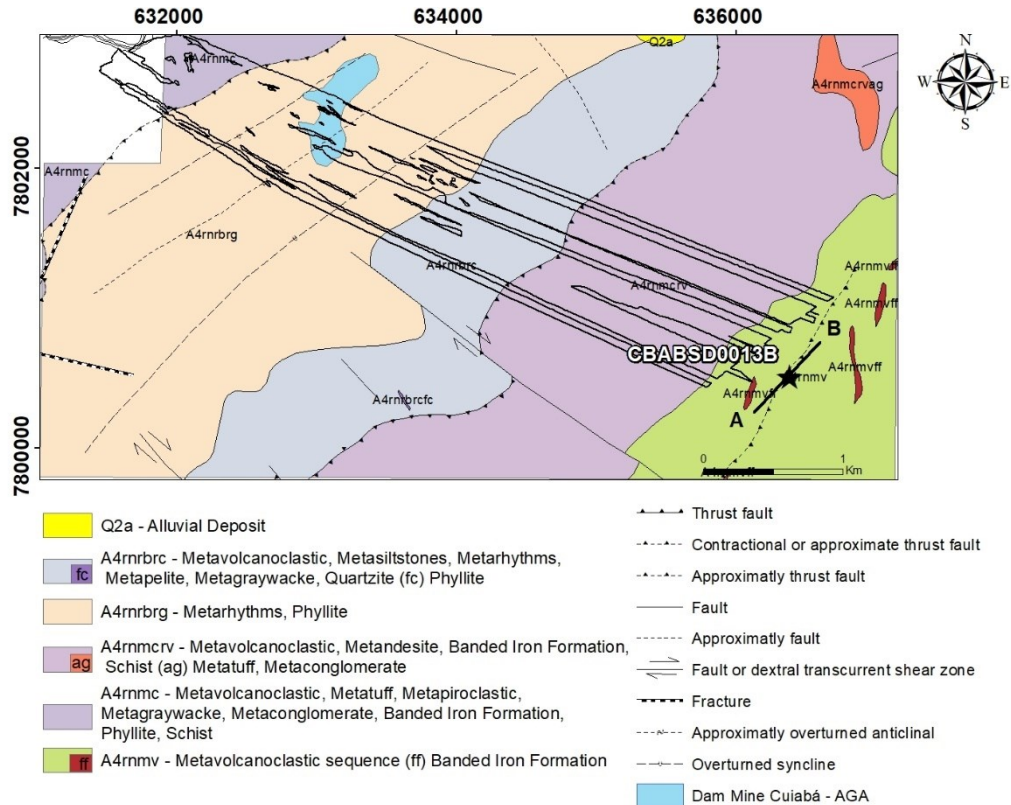 632000
634000
636000
N
W
E
S
Q2a
A4rnmc
A4rnmcrvag
7802000
A4rnmc
A4rnrbrg
A4rnrbrc
A4rnmcrv
A4rnmvff
A4rnmvff
CBABSD0013B
B
A4rnmvff
A4rnmvff
A4rnrbrcfc
A
7800000
0
1
Km
Q2a - Alluvial Deposit
fc
A4rnrbrc - Metavolcanoclastic, Metasiltstones, Metarhythms,
Metapelite, Metagraywacke, Quartzite (fc) Phyllite
A4rnrbrg - Metarhythms, Phyllite
ag
A4rnmcrv - Metavolcanoclastic, Metandesite, Banded Iron Formation,
Schist (ag) Metatuff, Metaconglomerate
A4rnmc - Metavolcanoclastic, Metatuff, Metapiroclastic,
Metagraywacke, Metaconglomerate, Banded Iron Formation,
Phyllite, Schist
ff
A4rnmv - Metavolcanoclastic sequence (ff) Banded Iron Formation
Thrust fault
Contractional or approximate thrust fault
Approximatly thrust fault
Fault
Approximatly fault
Fault or dextral transcurrent shear zone
Fracture
Approximatly overturned anticlinal
Overturned syncline
Dam Mine Cuiabá - AGA